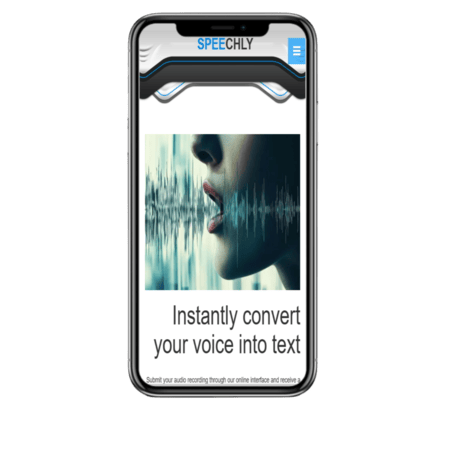 SPEECHLY
Instantly convert
your voice into text
Submit your audio recording through our online interface and receive a